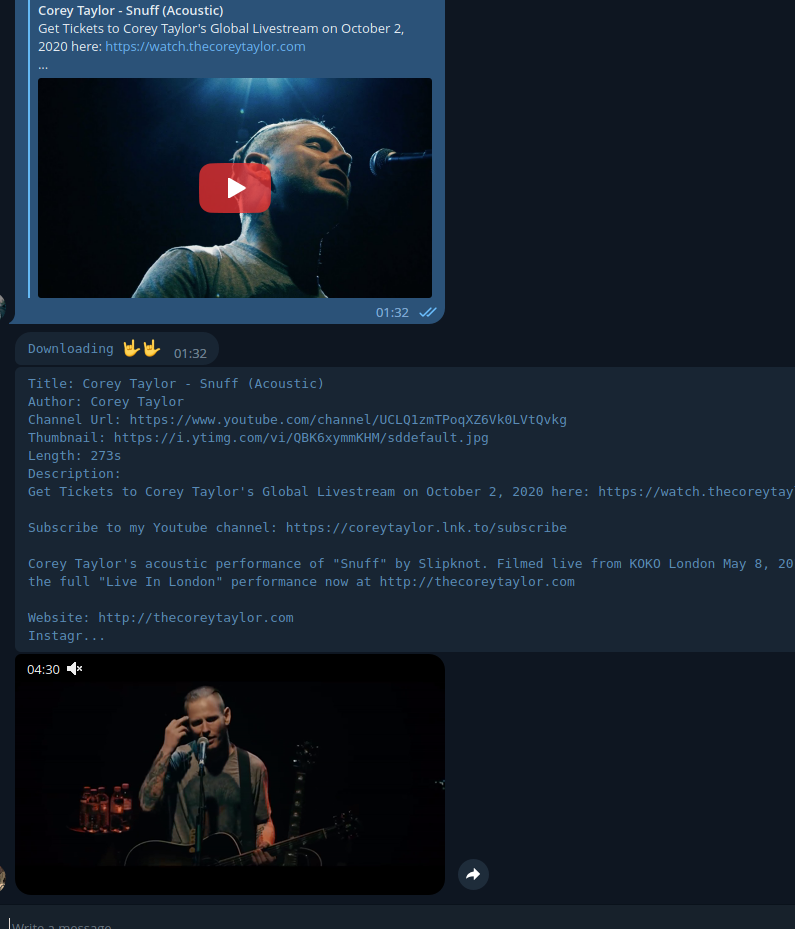 Corey Taylor - Snuff (Acoustic)
Get Tickets to Corey Taylor's Global Livestream on October 2,
2020 here: https://watch.thecoreytaylor.com
...
01:32
Downloading 🤟🤟 01:32
Title: Corey Taylor - Snuff (Acoustic)
Author: Corey Taylor
Channel Url: https://www.youtube.com/channel/UCLQ1zmTPoqXZ6Vk0LVtQvkg
Thumbnail: https://i.ytimg.com/vi/QBK6xymmKHM/sddefault.jpg
Length: 273s
Description:
Get Tickets to Corey Taylor's Global Livestream on October 2, 2020 here: https://watch.thecoreytay
Subscribe to my Youtube channel: https://coreytaylor.lnk.to/subscribe
Corey Taylor's acoustic performance of "Snuff" by Slipknot. Filmed live from KOKO London May 8, 20
the full "Live In London" performance now at http://thecoreytaylor.com
Website: http://thecoreytaylor.com
Instagr...
04:30
Write a message